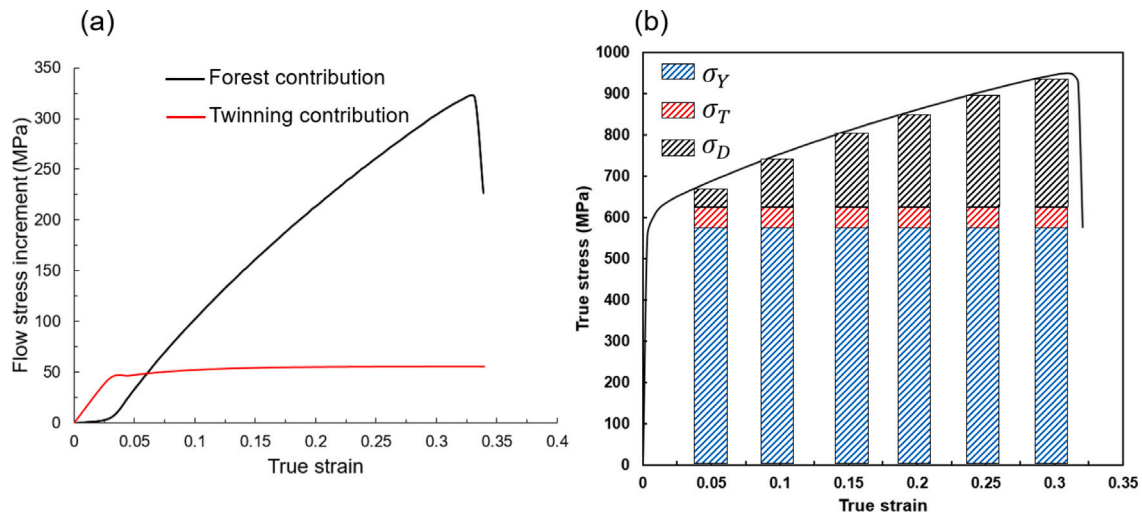 (a)
Forest contribution
Twinning contribution
Flow stress increment (MPa)
350
300
250
200
150
100
50
0
0 0.05 0.1 0.15 0.2 0.25 0.3 0.35 0.4
True strain
(b)
σY
σT
σD
True stress (MPa)
1000
900
800
700
600
500
400
300
200
100
0
0 0.05 0.1 0.15 0.2 0.25 0.3 0.35
True strain